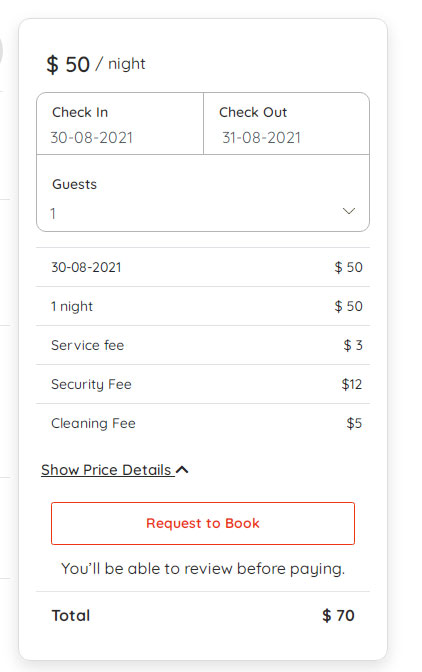 $ 50 / night
Check In
30-08-2021
Check Out
31-08-2021
Guests
1
30-08-2021 $ 50
1 night $ 50
Service fee $ 3
Security Fee $12
Cleaning Fee $5
Show Price Details
Request to Book
You’ll be able to review before paying.
Total $ 70